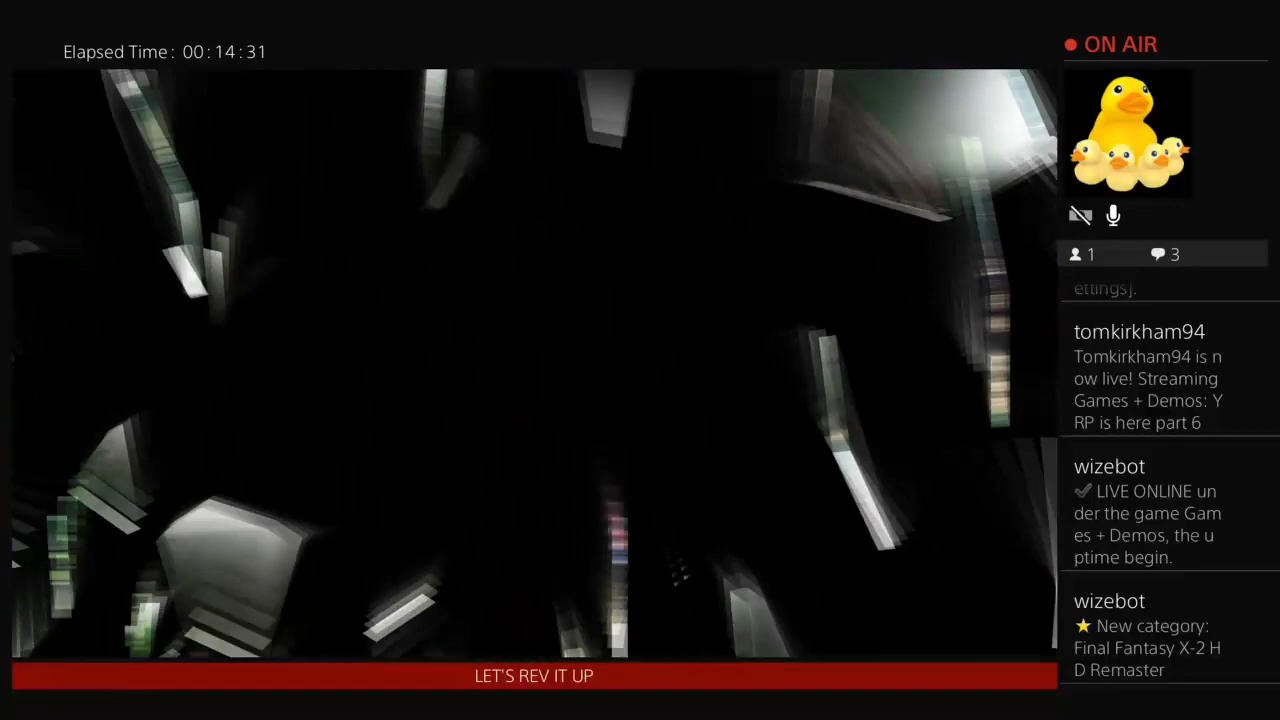 Elapsed Time: 00:14:31
ON AIR
1
3
ettings].
tomkirkham94
Tomkirkham94 is n
ow live! Streaming
Games + Demos: Y
RP is here part 6
wizebot
LIVE ONLINE un
der the game Gam
es + Demos, the u
ptime begin.
wizebot
New category:
Final Fantasy X-2 H
D Remaster
LET'S REV IT UP